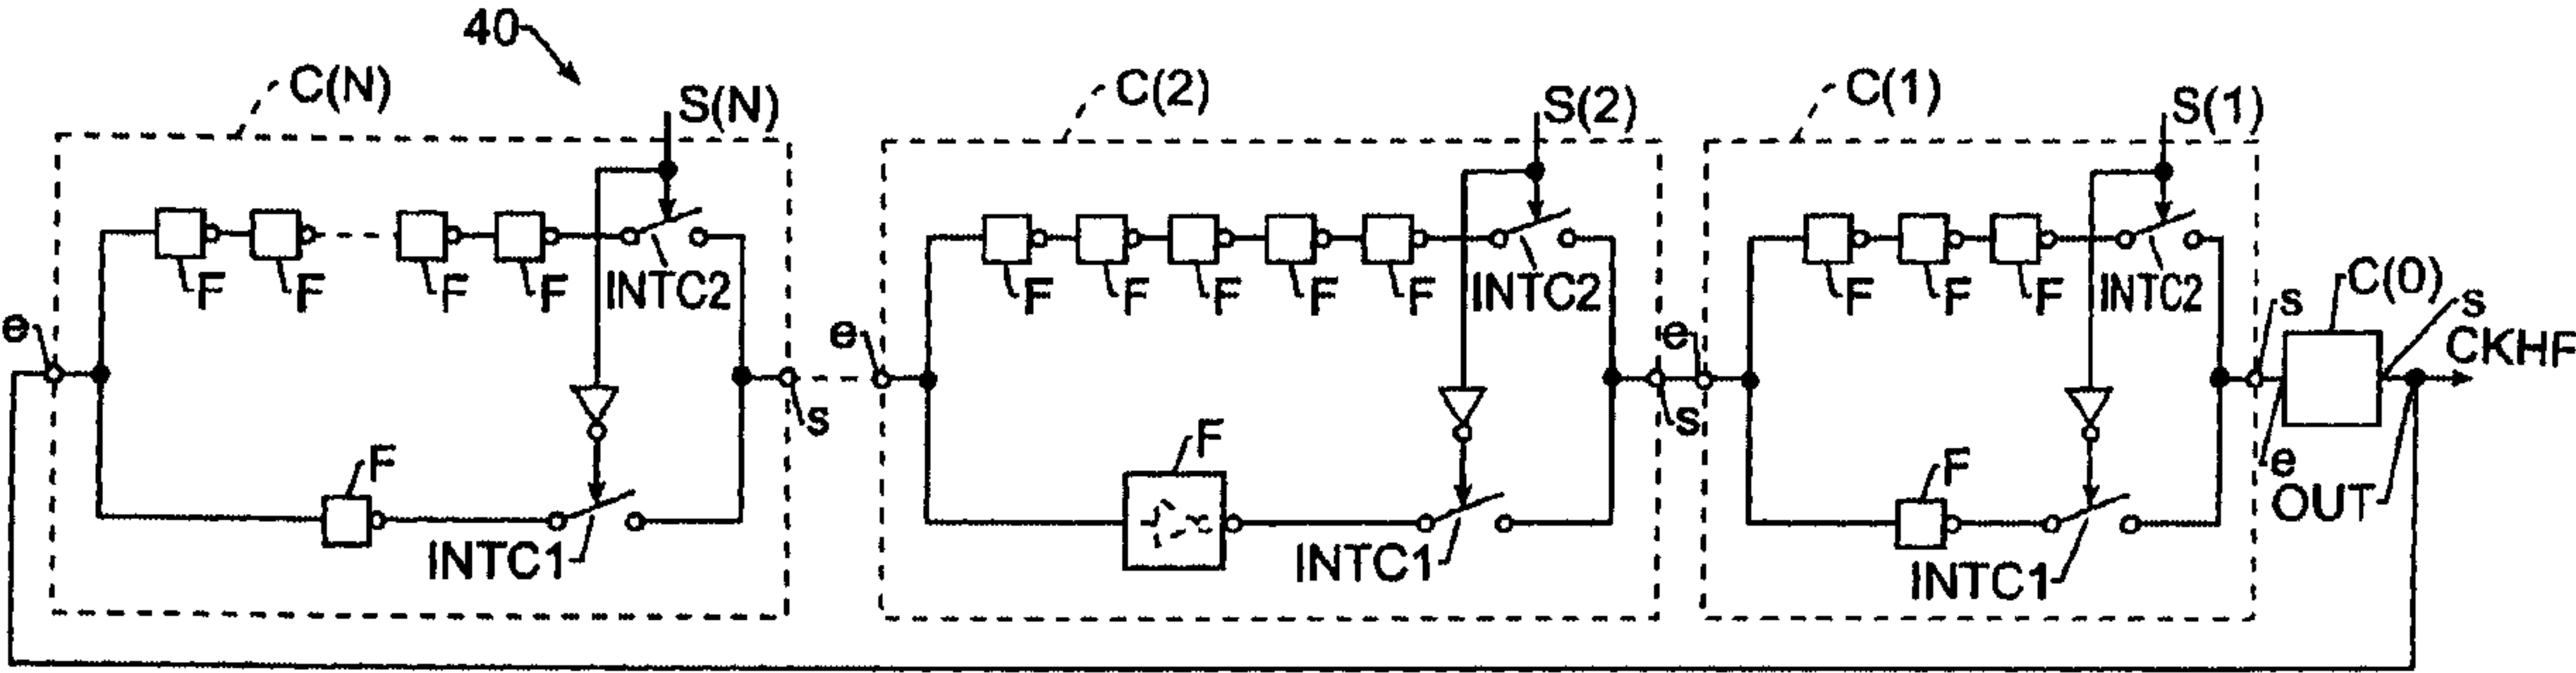 40
C(N)
C(2)
C(1)
S(N)
S(2)
S(1)
F
F
F
F
INTC2
F
F
F
F
F
INTC2
F
F
F
INTC2
C(0)
s
s
CKHF
e
e
e
s
s
e
OUT
F
F
F
INTC1
INTC1
INTC1